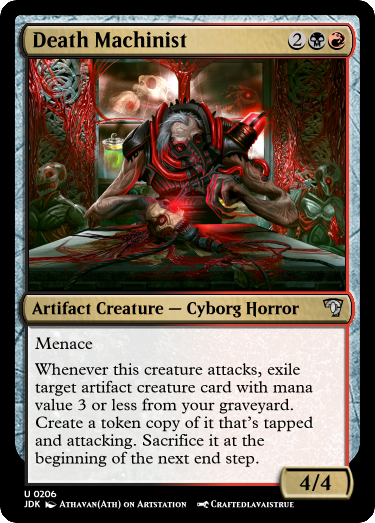 Death Machinist 2
Artifact Creature — Cyborg Horror
Menace
Whenever this creature attacks, exile
target artifact creature card with mana
value 3 or less from your graveyard.
Create a token copy of it that's tapped
and attacking. Sacrifice it at the
beginning of the next end step.
4/4
U 0206
JDK Athavan(Ath) on Artstation Craftedlavaistrue